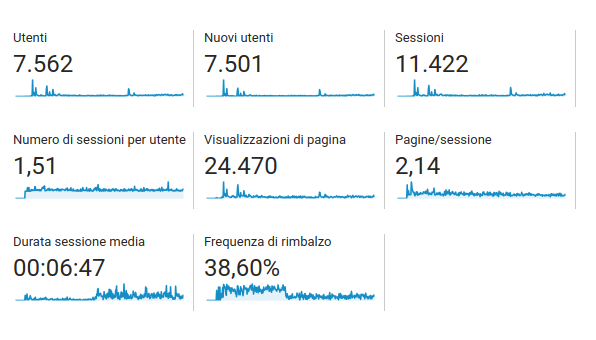 Utenti
7.562
Nuovi utenti
7.501
Sessioni
11.422
Numero di sessioni per utente
1,51
Visualizzazioni di pagina
24.470
Pagine/sessione
2,14
Durata sessione media
00:06:47
Frequenza di rimbalzo
38,60%